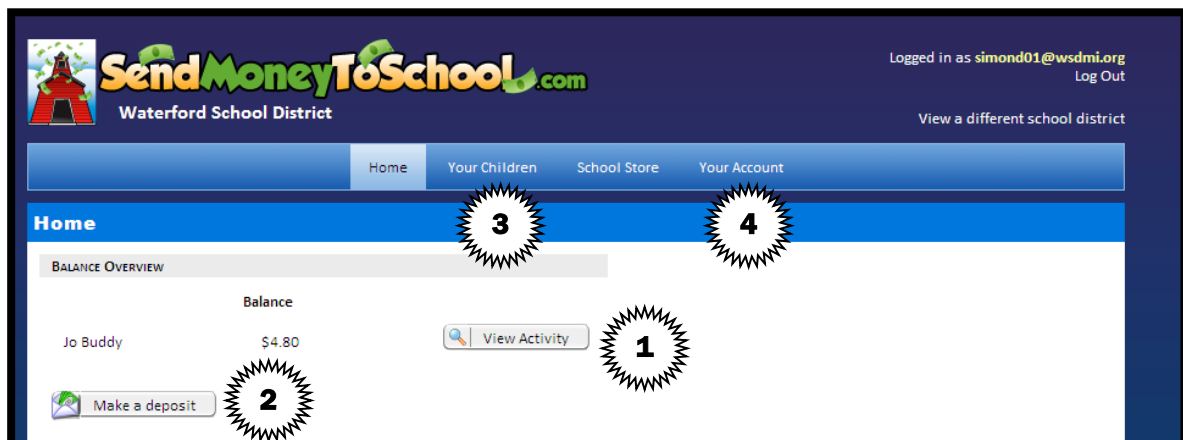 SendMoneyToSchool.com
Waterford School District
Logged in as simond01@wsdmi.org
Log Out
View a different school district
Home Your Children School Store Your Account
3 4
Home
Balance Overview
Balance
Jo Buddy $4.80 View Activity 1
Make a deposit 2